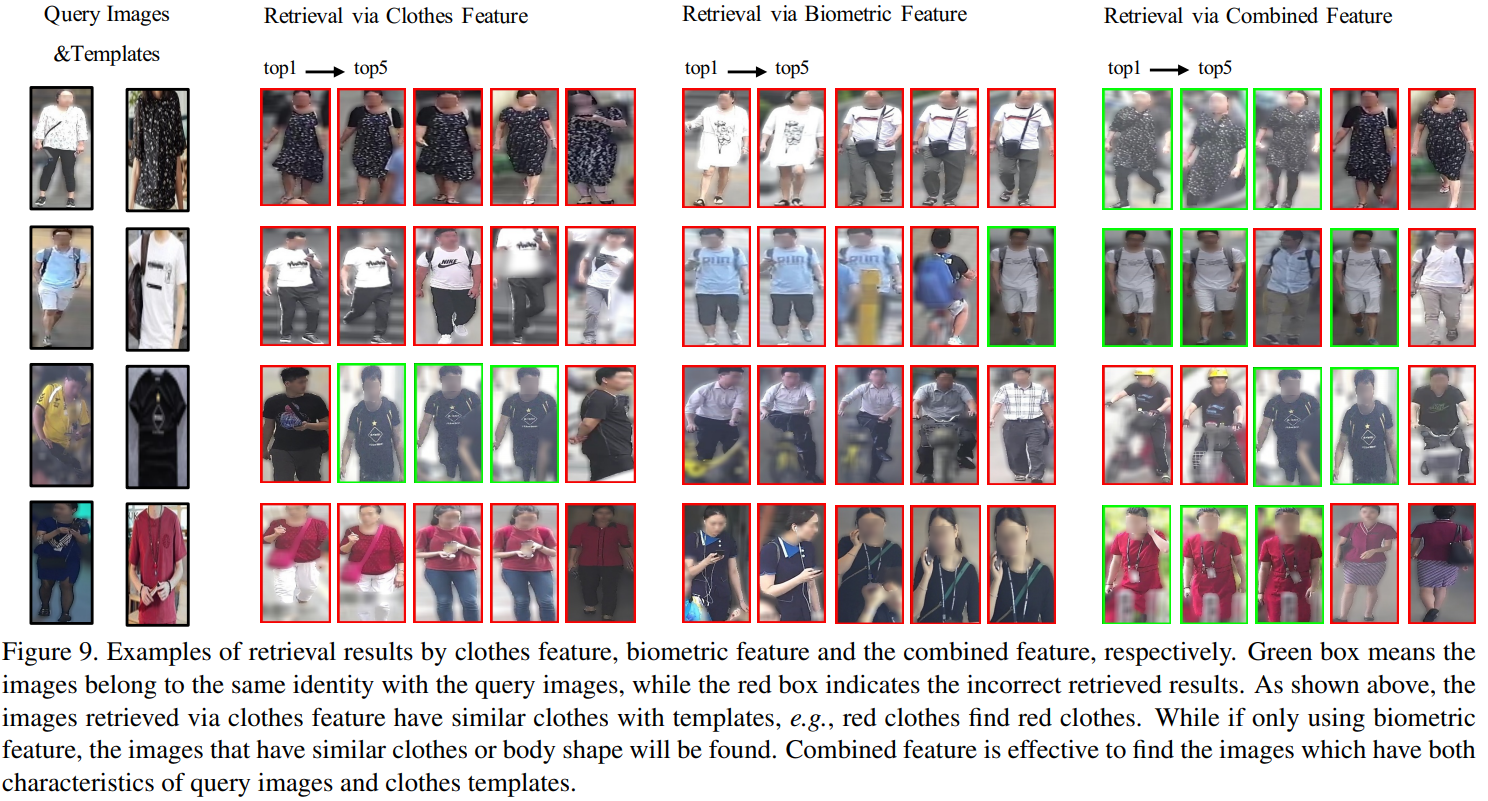 Query Images
&Templates
Retrieval via Clothes Feature
Retrieval via Biometric Feature
Retrieval via Combined Feature
top1 → top5
top1 → top5
top1 → top5
NIKE
RUN
RUN
RUN
Figure 9. Examples of retrieval results by clothes feature, biometric feature and the combined feature, respectively. Green box means the
images belong to the same identity with the query images, while the red box indicates the incorrect retrieved results. As shown above, the
images retrieved via clothes feature have similar clothes with templates, e.g., red clothes find red clothes. While if only using biometric
feature, the images that have similar clothes or body shape will be found. Combined feature is effective to find the images which have both
characteristics of query images and clothes templates.